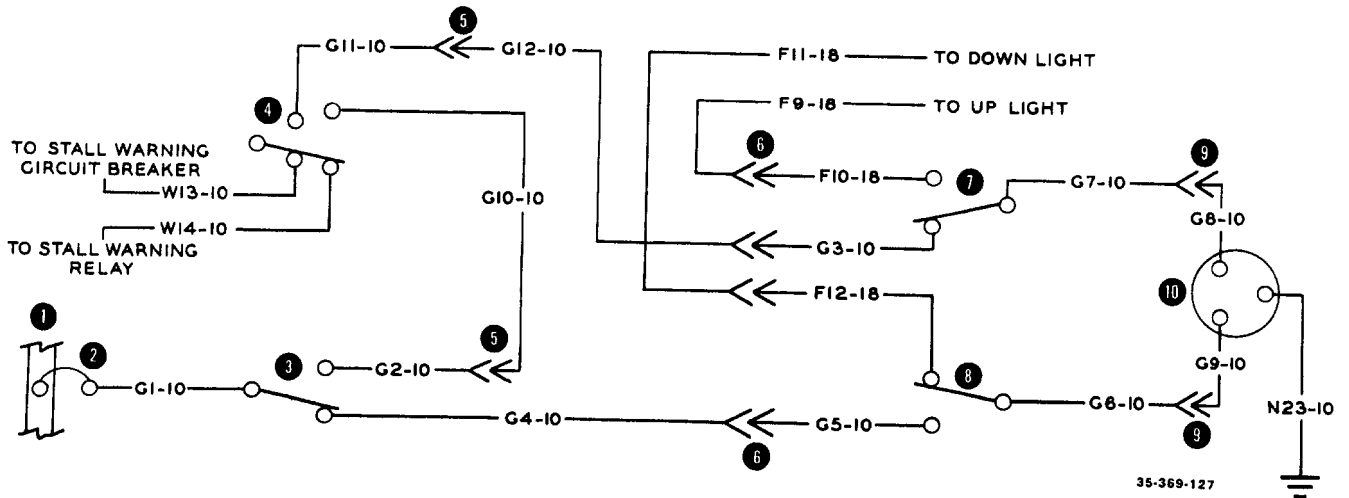 5
G11-10
G12-10
F11-18
TO DOWN LIGHT
F9-18
TO UP LIGHT
4
TO STALL WARNING
CIRCUIT BREAKER
W13-10
6
F10-18
7
G7-10
9
G10-10
W14-10
TO STALL WARNING
RELAY
G3-10
G8-10
F12-18
10
1
2
3
5
G2-10
8
G9-10
G1-10
G4-10
G5-10
G6-10
N23-10
6
9
35-369-127